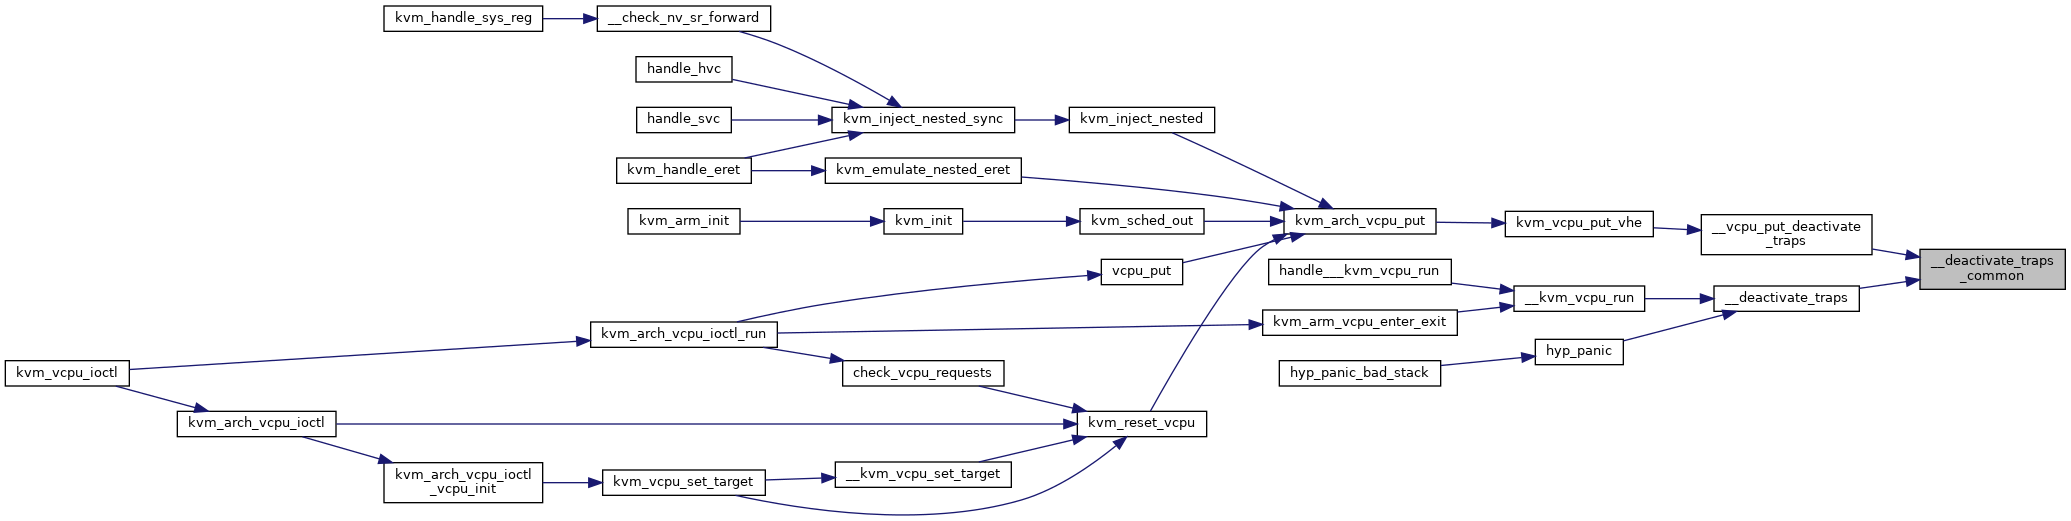 kvm_handle_sys_reg
__check_nv_sr_forward
handle_hvc
handle_svc
kvm_inject_nested_sync
kvm_inject_nested
kvm_handle_eret
kvm_emulate_nested_eret
kvm_arm_init
kvm_init
kvm_sched_out
kvm_arch_vcpu_put
kvm_vcpu_put_vhe
__vcpu_put_deactivate
_traps
__deactivate_traps
_common
vcpu_put
handle___kvm_vcpu_run
__kvm_vcpu_run
__deactivate_traps
kvm_arch_vcpu_ioctl_run
kvm_arm_vcpu_enter_exit
hyp_panic
kvm_vcpu_ioctl
check_vcpu_requests
hyp_panic_bad_stack
kvm_arch_vcpu_ioctl
kvm_reset_vcpu
kvm_arch_vcpu_ioctl
_vcpu_init
kvm_vcpu_set_target
__kvm_vcpu_set_target